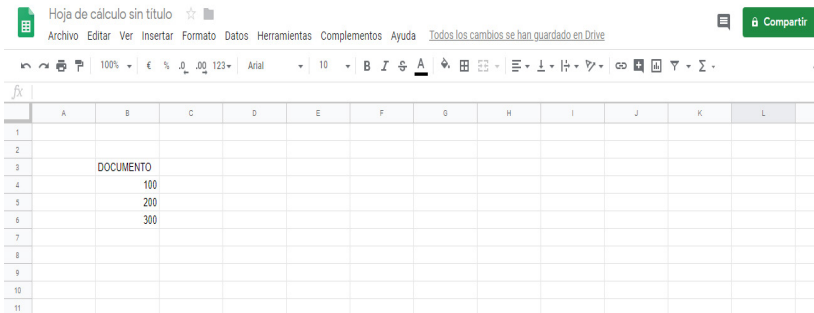 Hoja de cálculo sin título
Compartir
Archivo Editar Ver Insertar Formato Datos Herramientas Complementos Ayuda Todos los cambios se han guardado en Drive
100% € % .0 .00 123 Arial 10 B I S A
fx
A B C D E F G H I J K L
1
2
3 DOCUMENTO
4 100
5 200
6 300
7
8
9
10
11